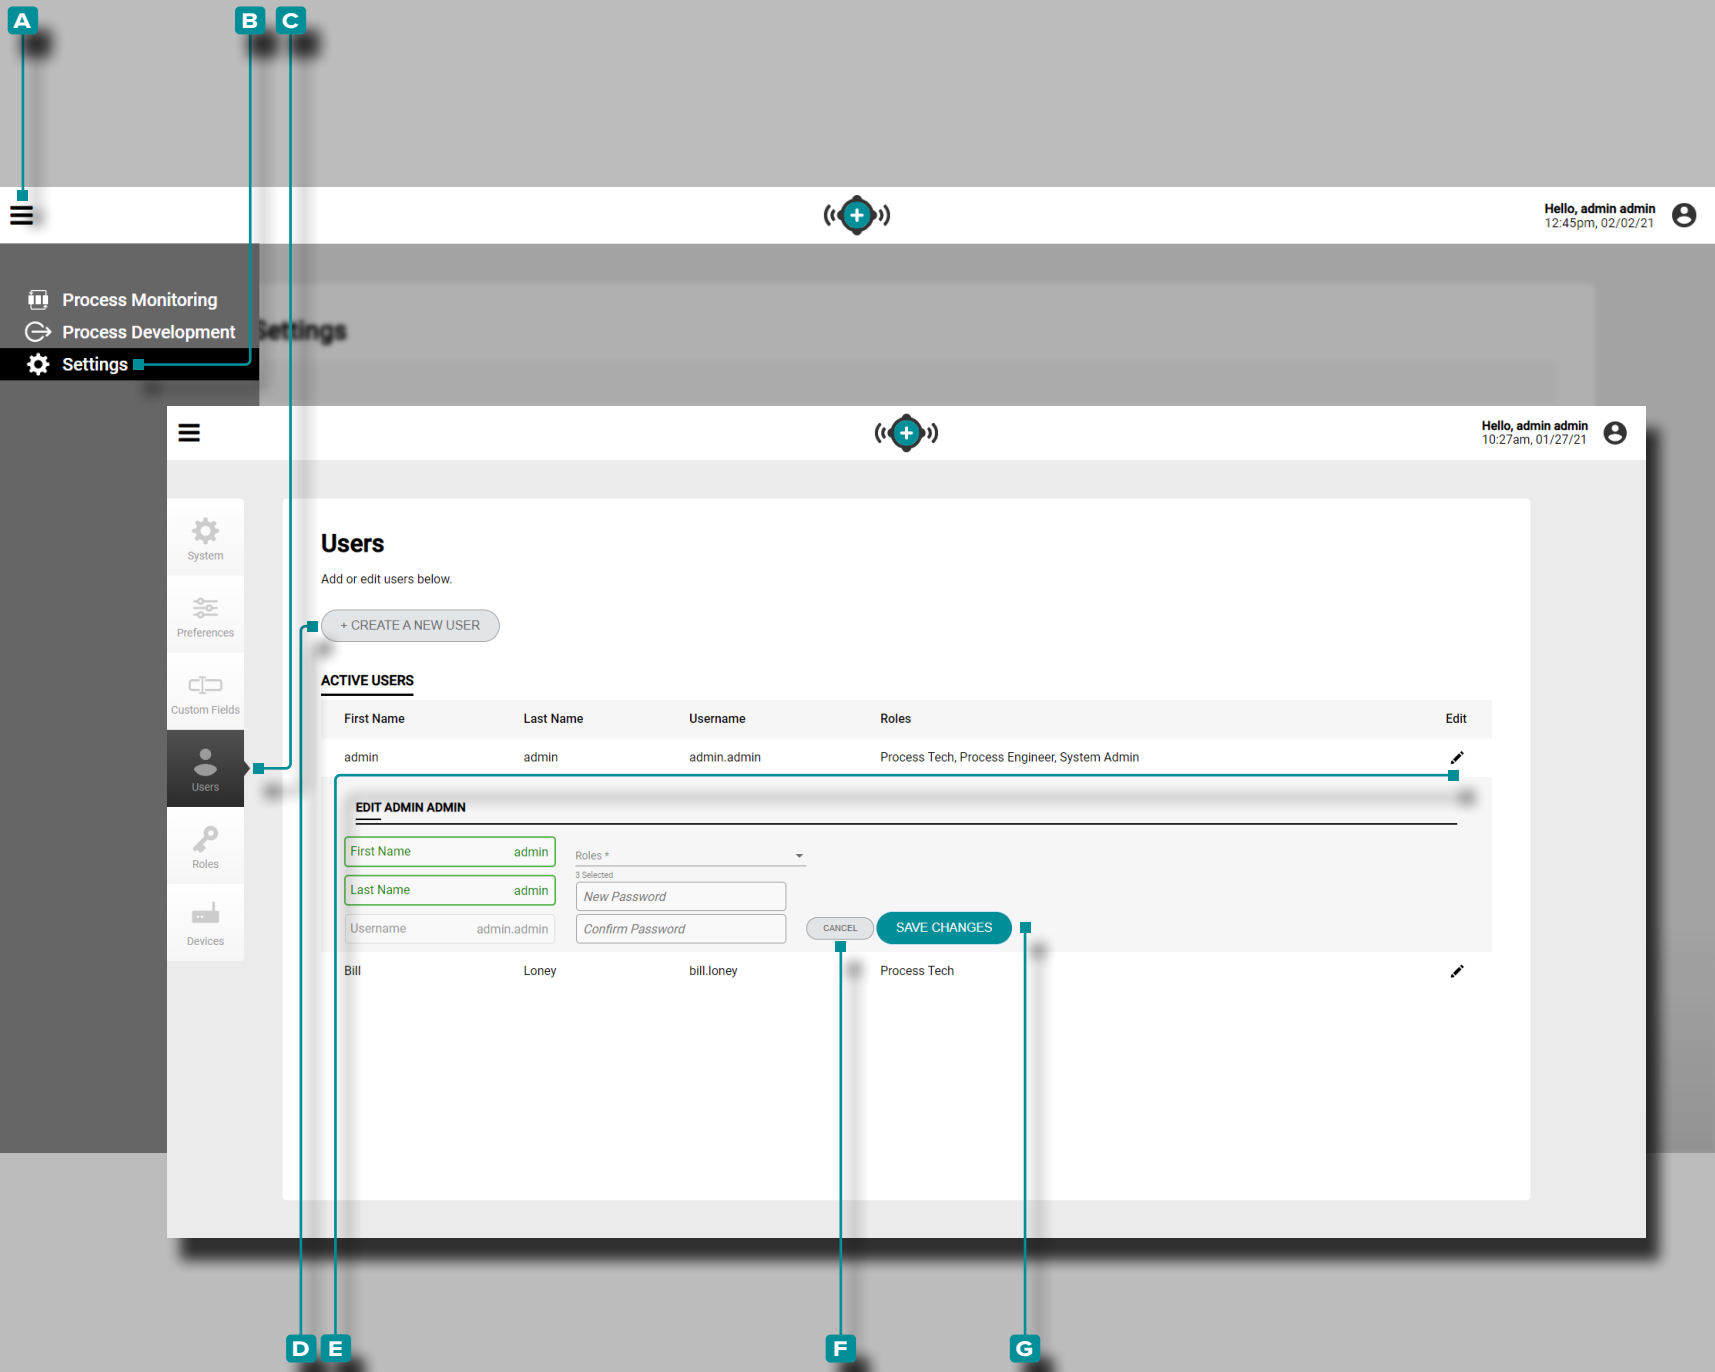 A
B
C
Hello, admin admin
12:45pm, 02/02/21
Process Monitoring
Process Development
Settings
Settings
Hello, admin admin
10:27am, 01/27/21
System
Preferences
Custom Fields
Users
Roles
Devices
Users
Add or edit users below.
+ CREATE A NEW USER
ACTIVE USERS
First Name Last Name Username Roles Edit
admin admin admin.admin Process Tech, Process Engineer, System Admin
EDIT ADMIN ADMIN
First Name admin
Last Name admin
Username admin.admin
Roles *
3 Selected
New Password
Confirm Password
CANCEL
SAVE CHANGES
Bill Loney bill.loney Process Tech
D
E
F
G